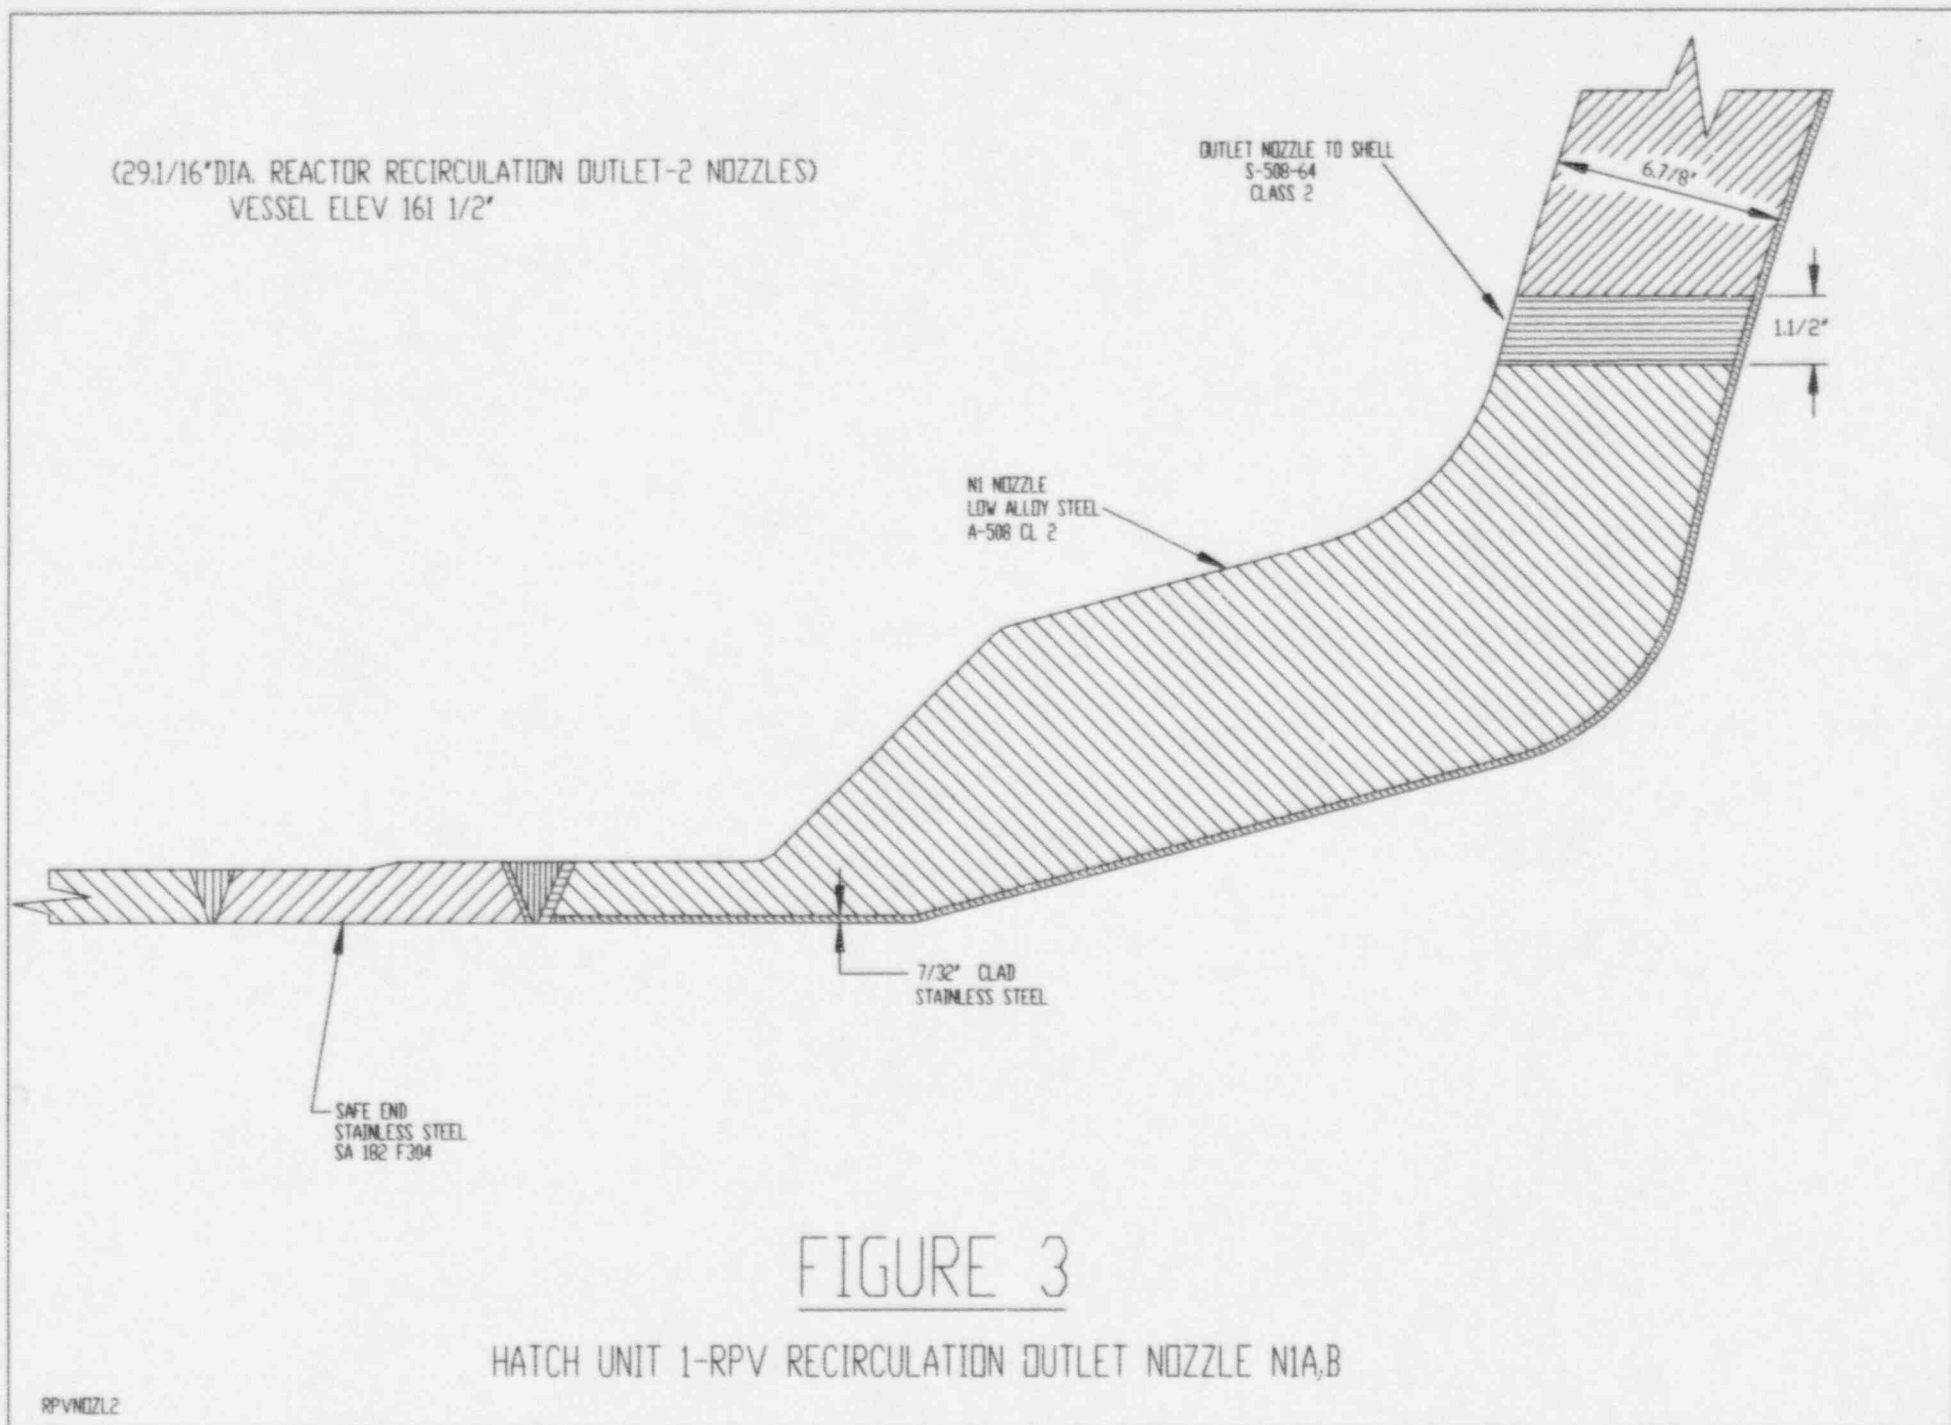 (29.1/16"DIA. REACTOR RECIRCULATION OUTLET-2 NOZZLES)
VESSEL ELEV 161 1/2"
OUTLET NOZZLE TO SHELL
S-508-64
CLASS 2
6.7/8"
1.1/2"
N1 NOZZLE
LOW ALLOY STEEL
A-508 CL 2
7/32" CLAD
STAINLESS STEEL
SAFE END
STAINLESS STEEL
SA 182 F304
FIGURE 3
HATCH UNIT 1-RPV RECIRCULATION OUTLET NOZZLE N1A,B
RPVNOZL2